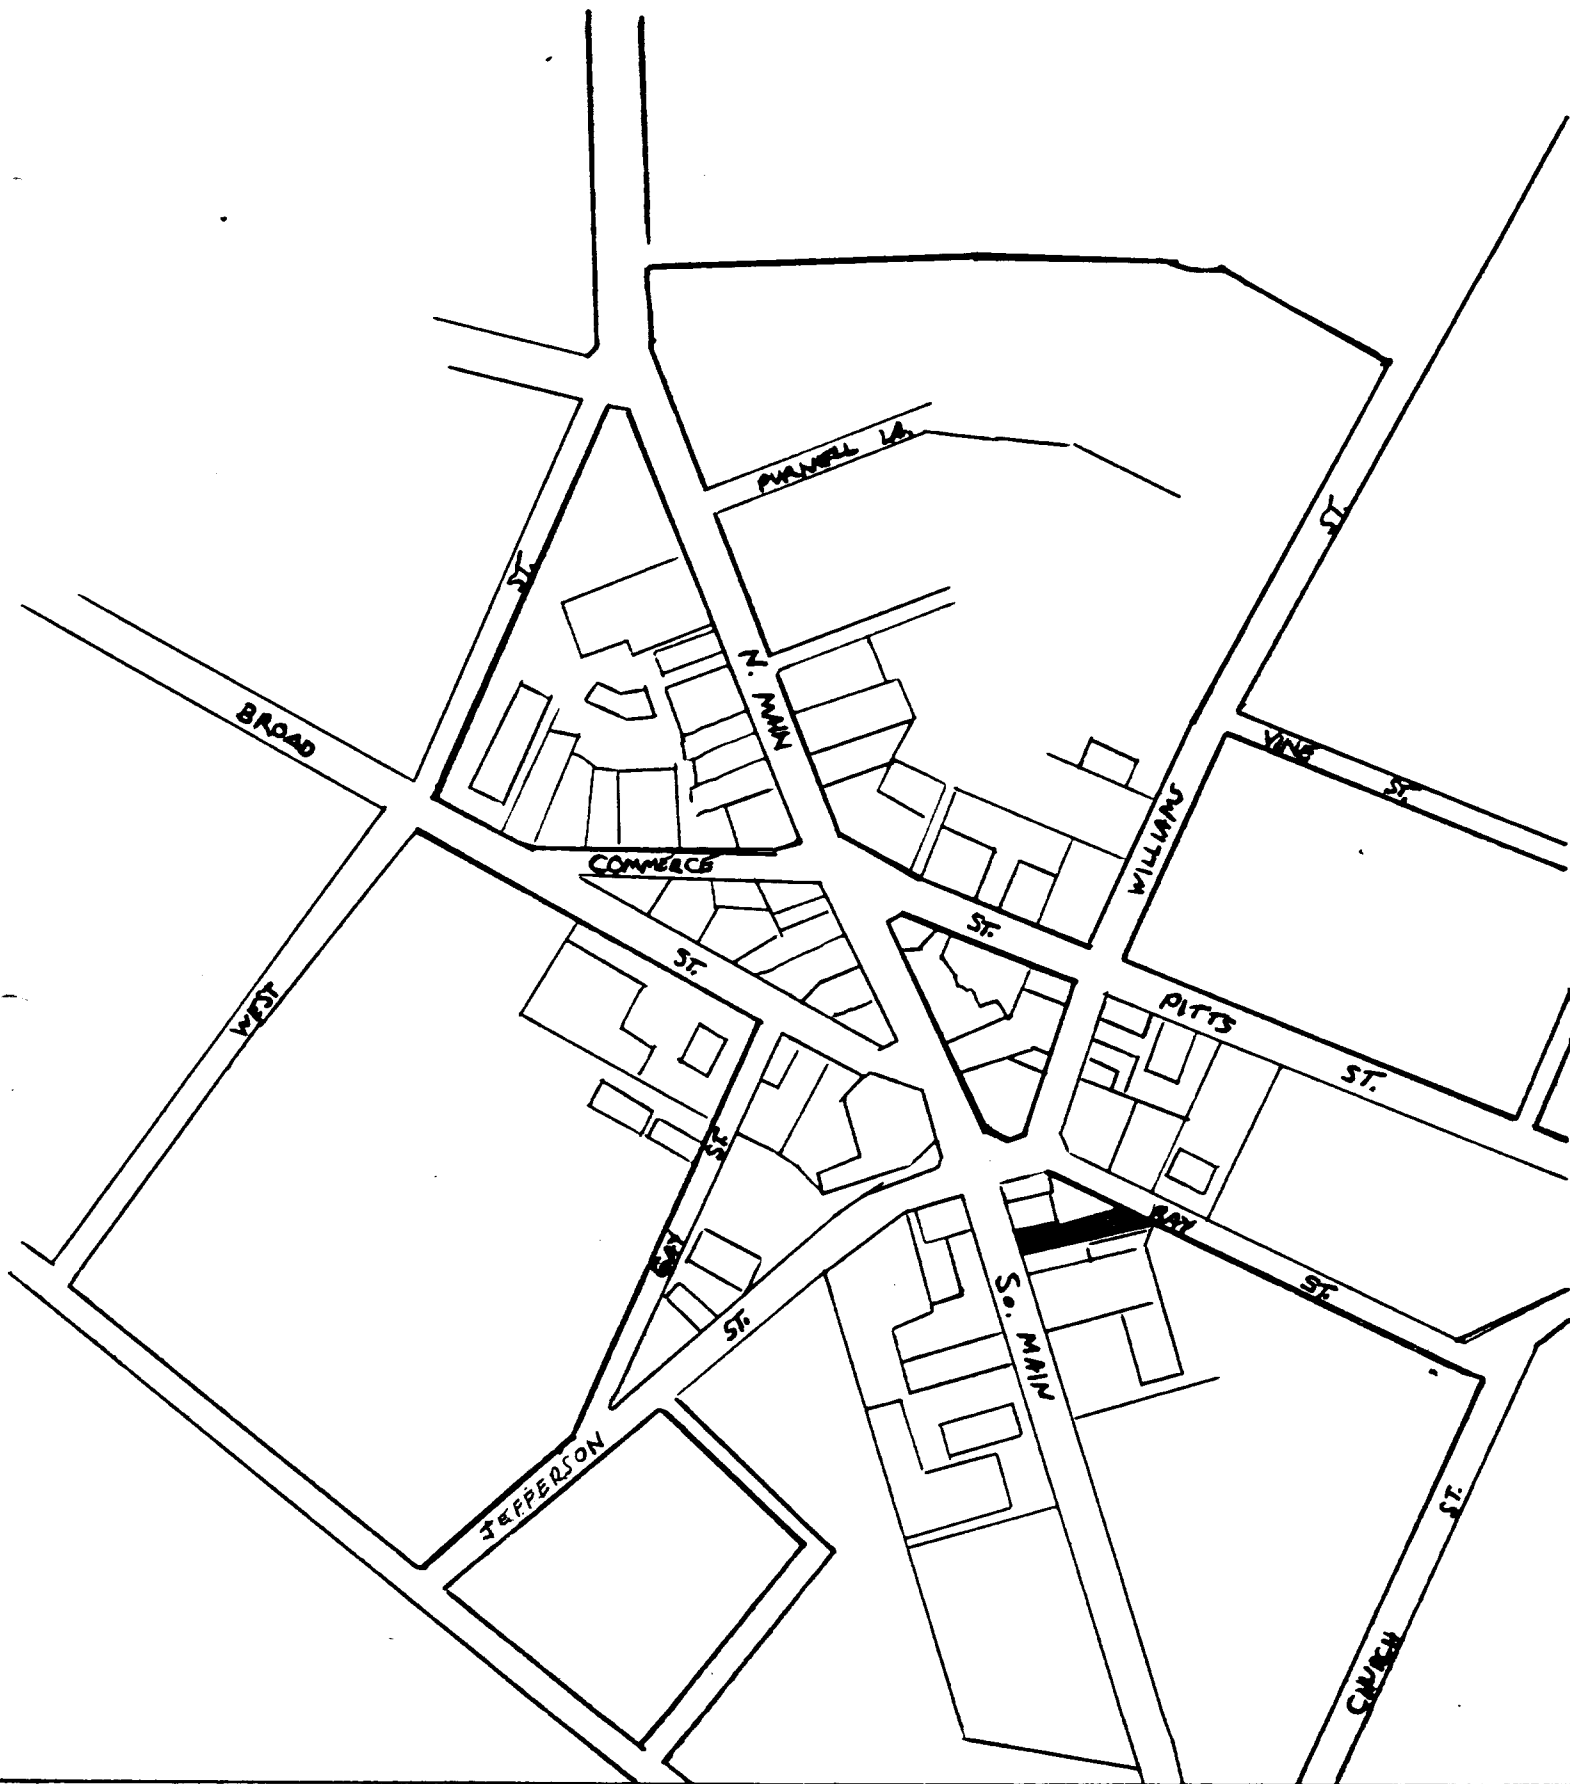 PURNELL LA.
ST.
ST.
N. MAIN
BROAD
VINE ST.
WILLIAMS
COMMERCE
ST.
ST.
WEST
PITTS ST.
ST.
BAY ST.
GAY
ST.
So. MAIN
JEFFERSON
ST.
CHURCH